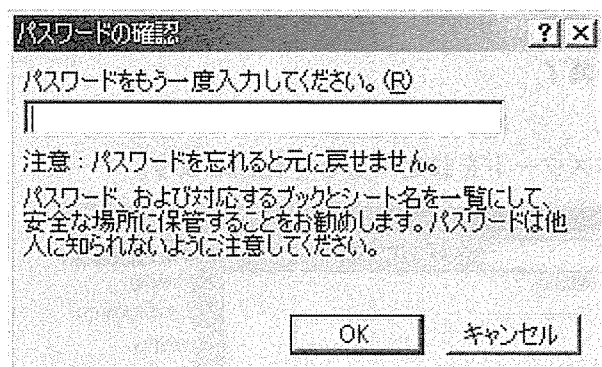 パスワードの確認
? ×
パスワードをもう一度入力してください。(R)
注意：パスワードを忘れると元に戻せません。
パスワード、および対応するブックとシート名を一覧にして、
安全な場所に保管することをお勧めします。パスワードは他
人に知られないように注意してください。
OK キャンセル